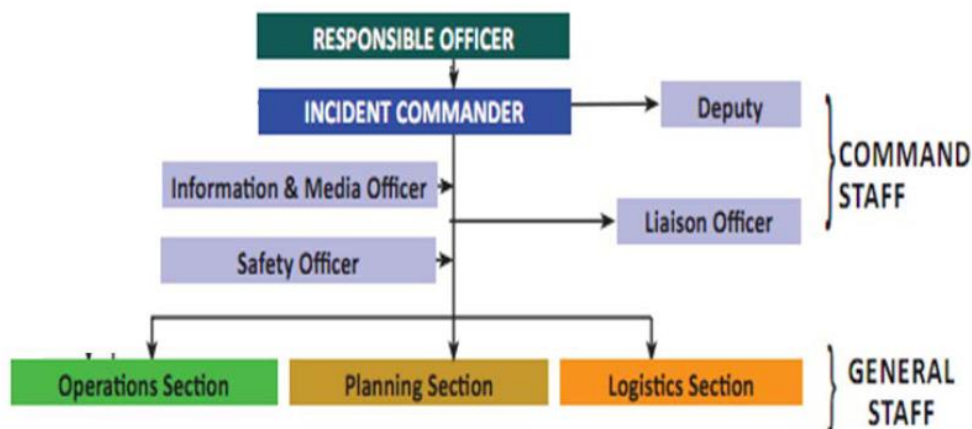 RESPONSIBLE OFFICER
INCIDENT COMMANDER
Deputy
Information & Media Officer
COMMAND
STAFF
Liaison Officer
Safety Officer
Operations Section
Planning Section
Logistics Section
GENERAL
STAFF